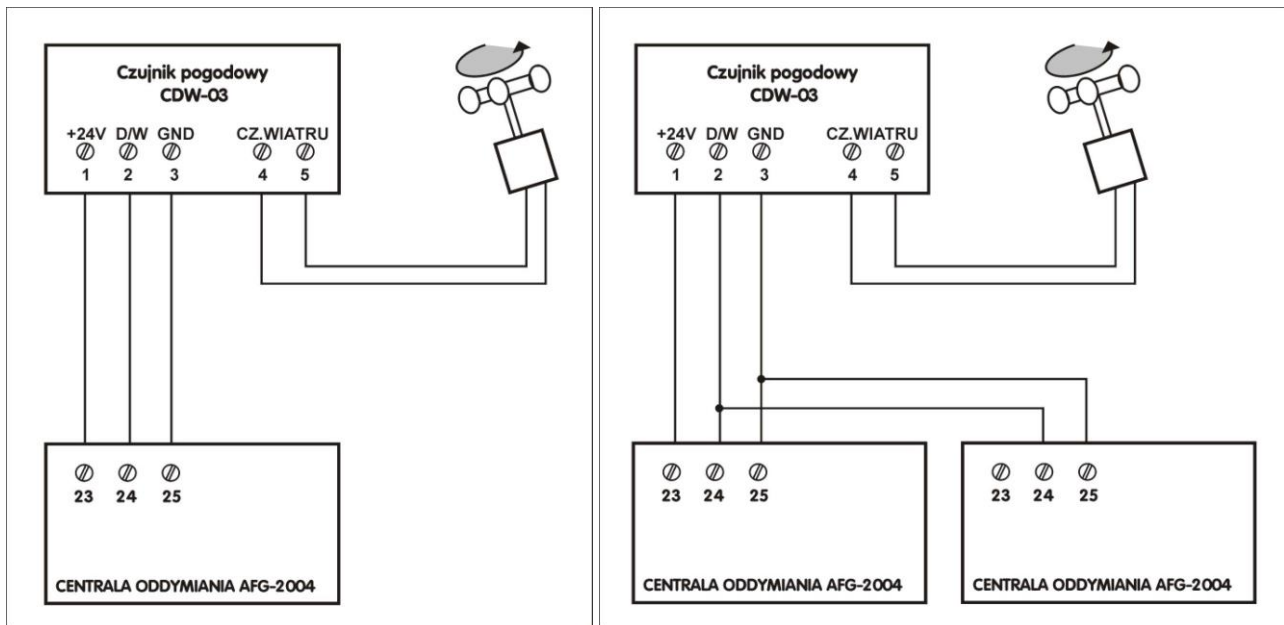 Czujnik pogodowy
CDW-03
+24V D/W GND CZ.WIATRU
1 2 3 4 5
23 24 25
CENTRALA ODDYMIANIA AFG-2004
Czujnik pogodowy
CDW-03
+24V D/W GND CZ.WIATRU
1 2 3 4 5
23 24 25
CENTRALA ODDYMIANIA AFG-2004
23 24 25
CENTRALA ODDYMIANIA AFG-2004